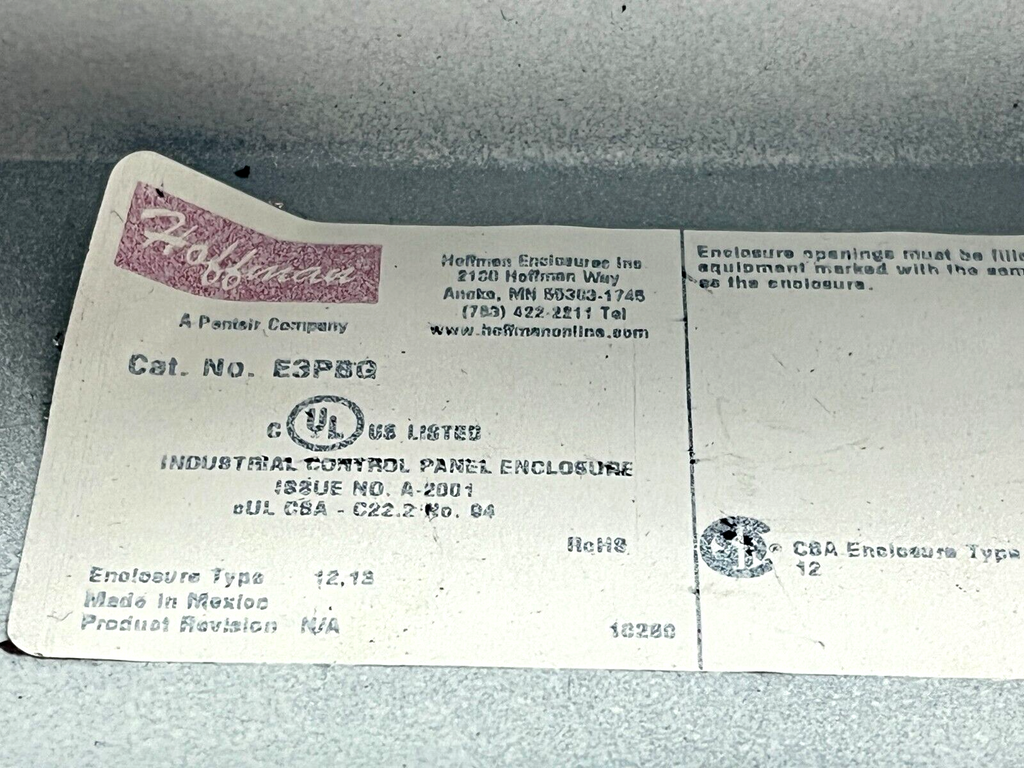 Hoffman
A Pentair Company
Hoffman Enclosures Inc.
2100 Hoffman Way
Anoka, MN 55303-1745
(763) 422-2211 Tel
www.hoffmanonline.com
Cat. No. E3PBG
C UL US LISTED
INDUSTRIAL CONTROL PANEL ENCLOSURE
ISSUE NO. A-2001
cUL CSA - C22.2 No. 94
RoHS
Enclosure Type 12,13
Made in Mexico
Product Revision N/A
Enclosure openings must be fille
equipment marked with the sam
as the enclosure.
® CSA Enclosure Type
12